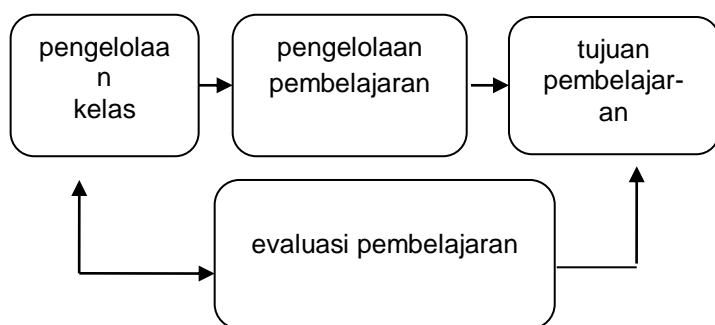 pengelolaa
n
kelas
pengelolaan
pembelajaran
tujuan
pembelajar-
an
evaluasi pembelajaran